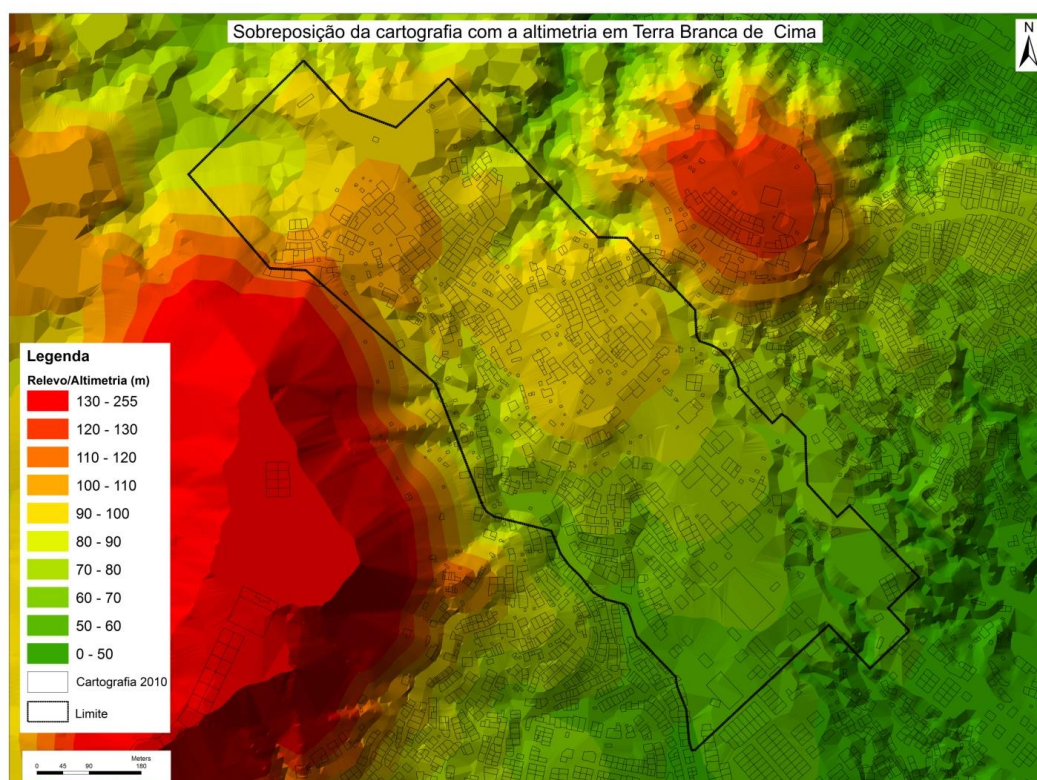 Sobreposição da cartografia com a altimetria em Terra Branca de Cima
N
Legenda
Relevo/Altimetria (m)
130 - 255
120 - 130
110 - 120
100 - 110
90 - 100
80 - 90
70 - 80
60 - 70
50 - 60
0 - 50
Cartografia 2010
Limite
Meters
0 45 90 180